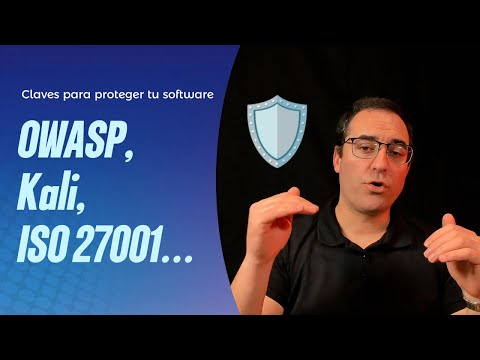 Claves para proteger tu software
OWASP,
Kali,
ISO 27001...